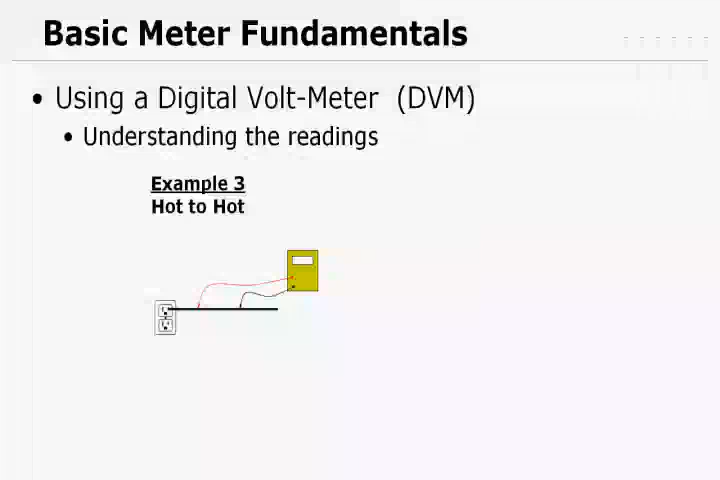 Basic Meter Fundamentals
• Using a Digital Volt-Meter (DVM)
• Understanding the readings
Example 3
Hot to Hot